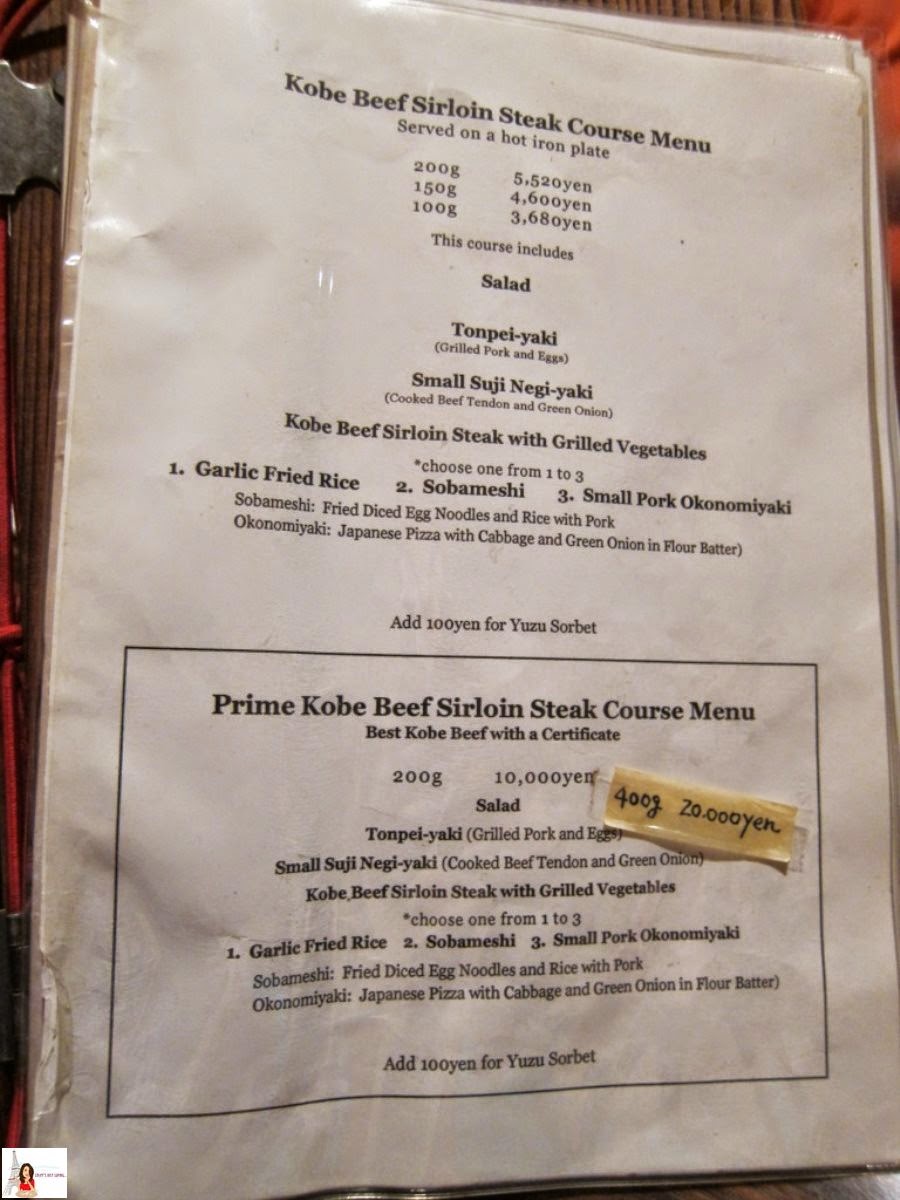 Kobe Beef Sirloin Steak Course Menu
Served on a hot iron plate
200g 5,520yen
150g 4,600yen
100g 3,680yen
This course includes
Salad
Tonpei-yaki
(Grilled Pork and Eggs)
Small Suji Negi-yaki
(Cooked Beef Tendon and Green Onion)
Kobe Beef Sirloin Steak with Grilled Vegetables
*choose one from 1 to 3
1. Garlic Fried Rice 2. Sobameshi 3. Small Pork Okonomiyaki
Sobameshi: Fried Diced Egg Noodles and Rice with Pork
Okonomiyaki: Japanese Pizza with Cabbage and Green Onion in Flour Batter)
Add 100yen for Yuzu Sorbet
Prime Kobe Beef Sirloin Steak Course Menu
Best Kobe Beef with a Certificate
200g 10,000yen
400g 20.000yen
Salad
Tonpei-yaki (Grilled Pork and Eggs)
Small Suji Negi-yaki (Cooked Beef Tendon and Green Onion)
Kobe Beef Sirloin Steak with Grilled Vegetables
*choose one from 1 to 3
1. Garlic Fried Rice 2. Sobameshi 3. Small Pork Okonomiyaki
Sobameshi: Fried Diced Egg Noodles and Rice with Pork
Okonomiyaki: Japanese Pizza with Cabbage and Green Onion in Flour Batter)
Add 100yen for Yuzu Sorbet